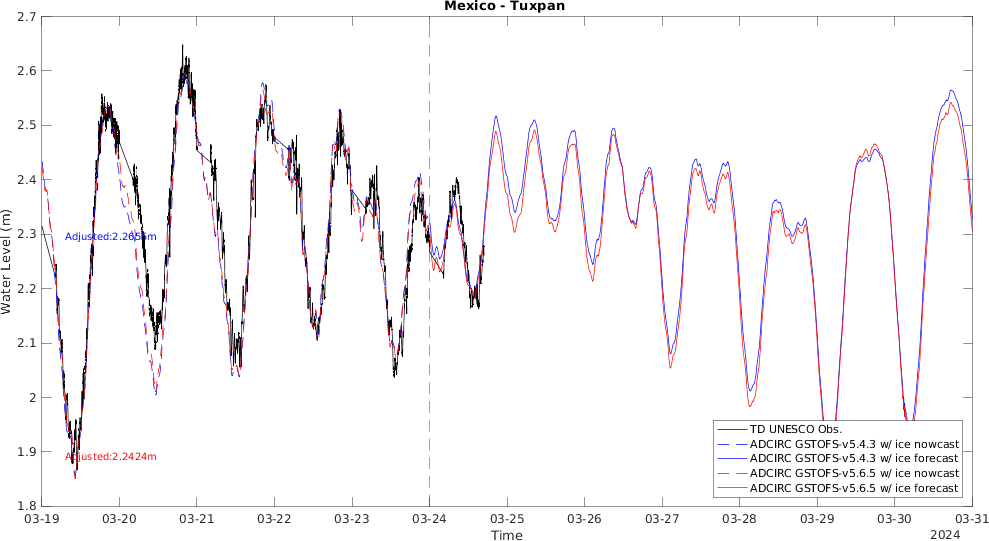 Mexico - Tuxpan
2.7
2.6
2.5
2.4
2.3
2.2
2.1
2
1.9
1.8
Water Level (m)
Adjusted:2.2655m
Adjusted:2.2424m
TD UNESCO Obs.
ADCIRC GSTOFS-v5.4.3 w/ ice nowcast
ADCIRC GSTOFS-v5.4.3 w/ ice forecast
ADCIRC GSTOFS-v5.6.5 w/ ice nowcast
ADCIRC GSTOFS-v5.6.5 w/ ice forecast
03-19 03-20 03-21 03-22 03-23 03-24 03-25 03-26 03-27 03-28 03-29 03-30 03-31
Time 2024